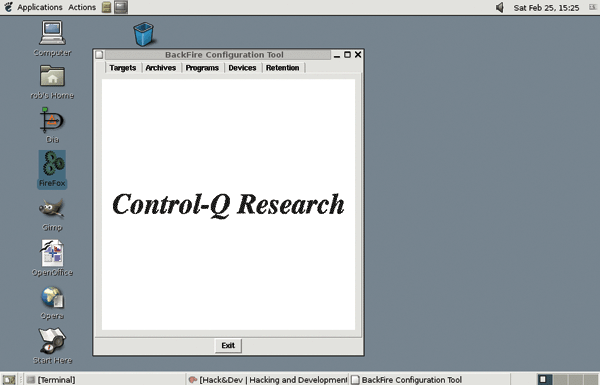 Applications Actions
Sat Feb 25, 15:25
Computer
rob's Home
Dia
FireFox
Gimp
OpenOffice
Opera
Start Here
BackFire Configuration Tool
Targets Archives Programs Devices Retention
Control-Q Research
Exit
[Terminal]
[Hack&Dev | Hacking and Development
BackFire Configuration Tool